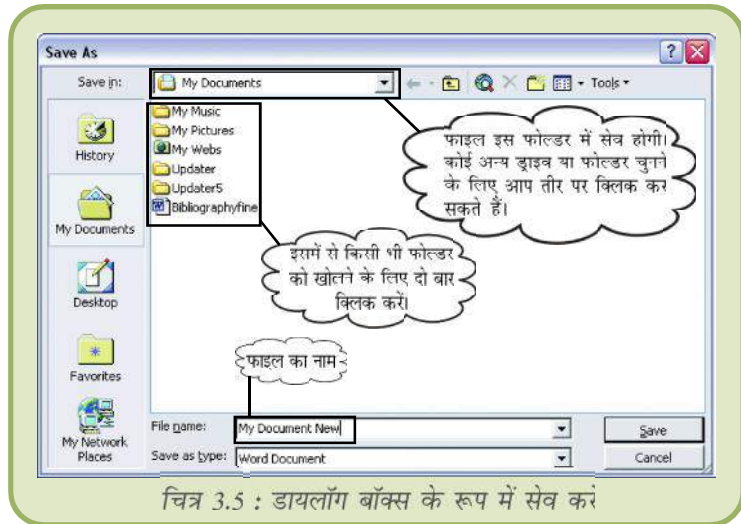 Save As
Save in:
My Documents
Tools
My Music
My Pictures
My Webs
Updater
Updater5
Bibliographyfine
History
My Documents
Desktop
Favorites
My Network
Places
फाइल इस फोल्डर में सेव होगी।
कोई अन्य ड्राइव या फोल्डर चुनने
के लिए आप तीर पर क्लिक कर
सकते हैं।
इसमें से किसी भी फोल्डर
को खोलने के लिए दो बार
क्लिक करें।
फाइल का नाम
File name:
My Document New
Save
Save as type:
Word Document
Cancel
चित्र 3.5 : डायलॉग बॉक्स के रूप में सेव करें